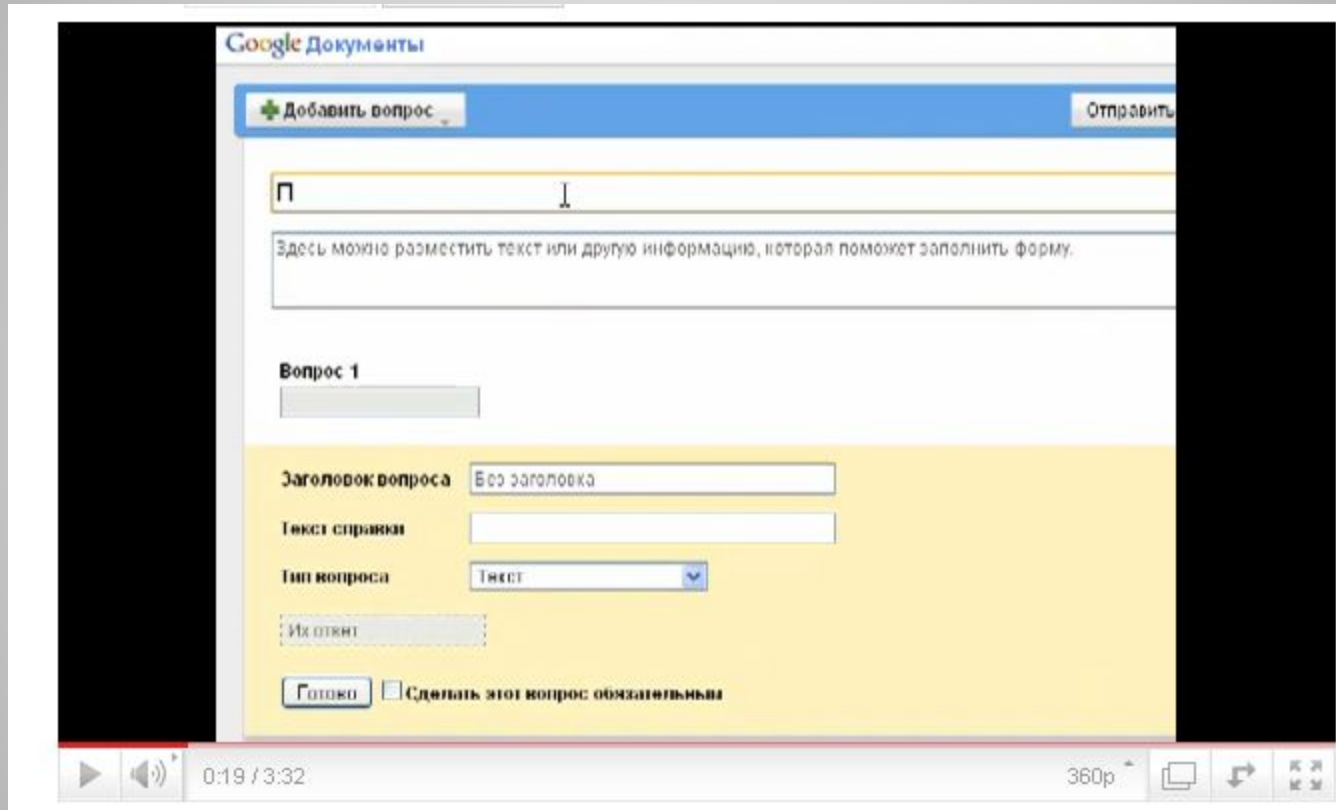 Google Документы
Добавить вопрос
Отправить
П
Здесь можно разместить текст или другую информацию, которая поможет заполнить форму.
Вопрос 1
Заголовок вопроса Без заголовка
Текст справки
Тип вопроса Текст
Их ответ
Готово Сделать этот вопрос обязательным
0:19 / 3:32 360p